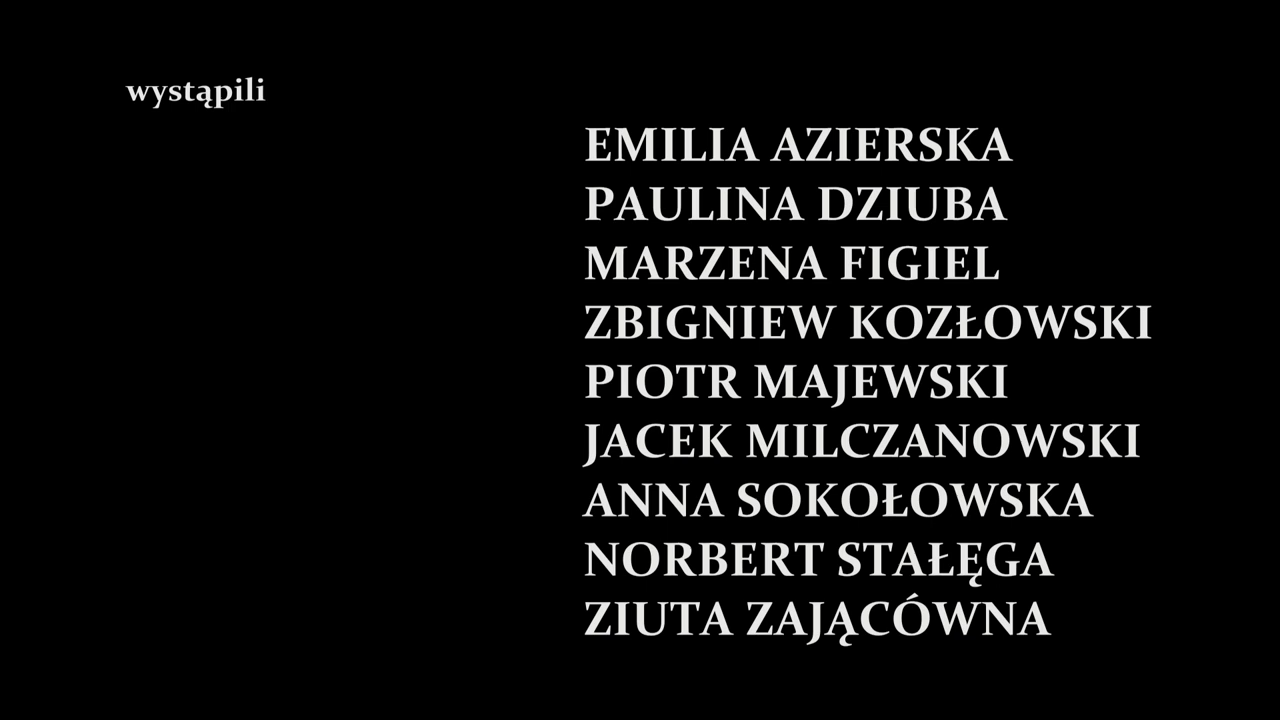 wystąpili
EMILIA AZIERSKA
PAULINA DZIUBA
MARZENA FIGIEL
ZBIGNIEW KOZŁOWSKI
PIOTR MAJEWSKI
JACEK MILCZANOWSKI
ANNA SOKOŁOWSKA
NORBERT STAŁĘGA
ZIUTA ZAJĄCÓWNA